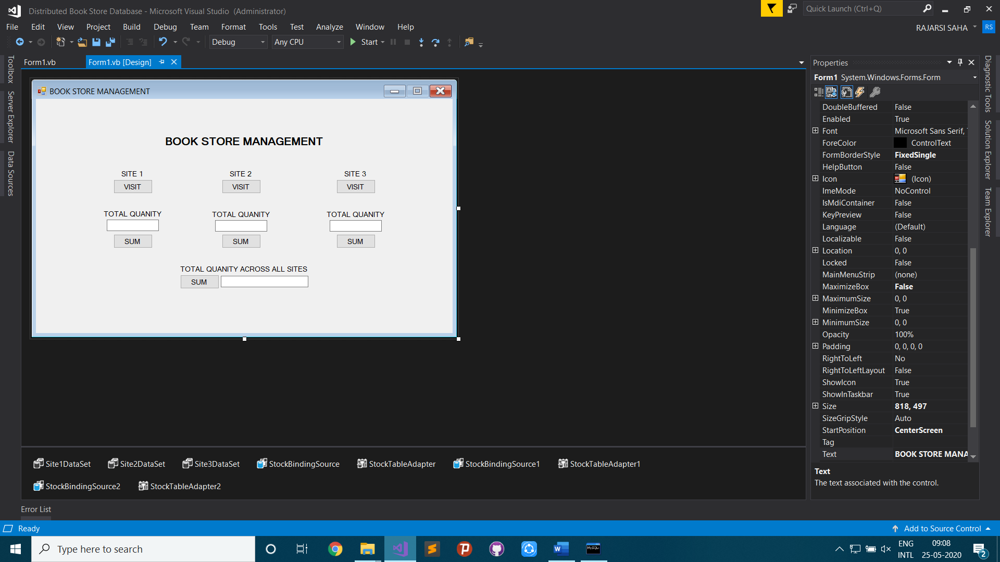 Distributed Book Store Database - Microsoft Visual Studio (Administrator)
Quick Launch (Ctrl+Q)
File Edit View Project Build Debug Team Format Tools Test Analyze Window Help
RAJARSI SAHA RS
Debug Any CPU Start
Form1.vb Form1.vb [Design]
Toolbox
Server Explorer
Data Sources
BOOK STORE MANAGEMENT
BOOK STORE MANAGEMENT
SITE 1 SITE 2 SITE 3
VISIT VISIT VISIT
TOTAL QUANITY TOTAL QUANITY TOTAL QUANITY
SUM SUM SUM
TOTAL QUANITY ACROSS ALL SITES
SUM
Site1DataSet Site2DataSet Site3DataSet StockBindingSource StockTableAdapter StockBindingSource1 StockTableAdapter1
StockBindingSource2 StockTableAdapter2
Properties
Form1 System.Windows.Forms.Form
DoubleBuffered False
Enabled True
Font Microsoft Sans Serif,
ForeColor ControlText
FormBorderStyle FixedSingle
HelpButton False
Icon (Icon)
ImeMode NoControl
IsMdiContainer False
KeyPreview False
Language (Default)
Localizable False
Location 0, 0
Locked False
MainMenuStrip (none)
MaximizeBox False
MaximumSize 0, 0
MinimizeBox True
MinimumSize 0, 0
Opacity 100%
Padding 0, 0, 0, 0
RightToLeft No
RightToLeftLayout False
ShowIcon True
ShowInTaskbar True
Size 818, 497
SizeGripStyle Auto
StartPosition CenterScreen
Tag
Text BOOK STORE MANA
Text
The text associated with the control.
Diagnostic Tools
Solution Explorer
Team Explorer
Error List
Ready
Add to Source Control
Type here to search
MySQL
ENG
INTL
09:08
25-05-2020
2